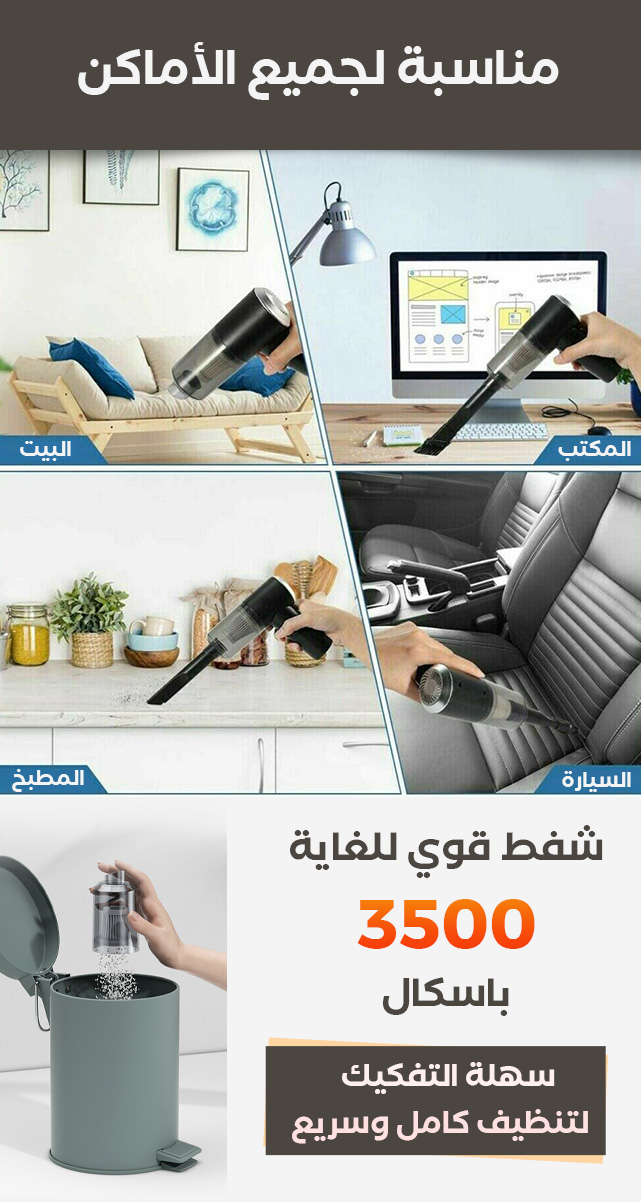 مناسبة لجميع الأماكن
البيت
المكتب
المطبخ
السيارة
شفط قوي للغاية
3500
باسكال
سهلة التفكيك
لتنظيف كامل وسريع